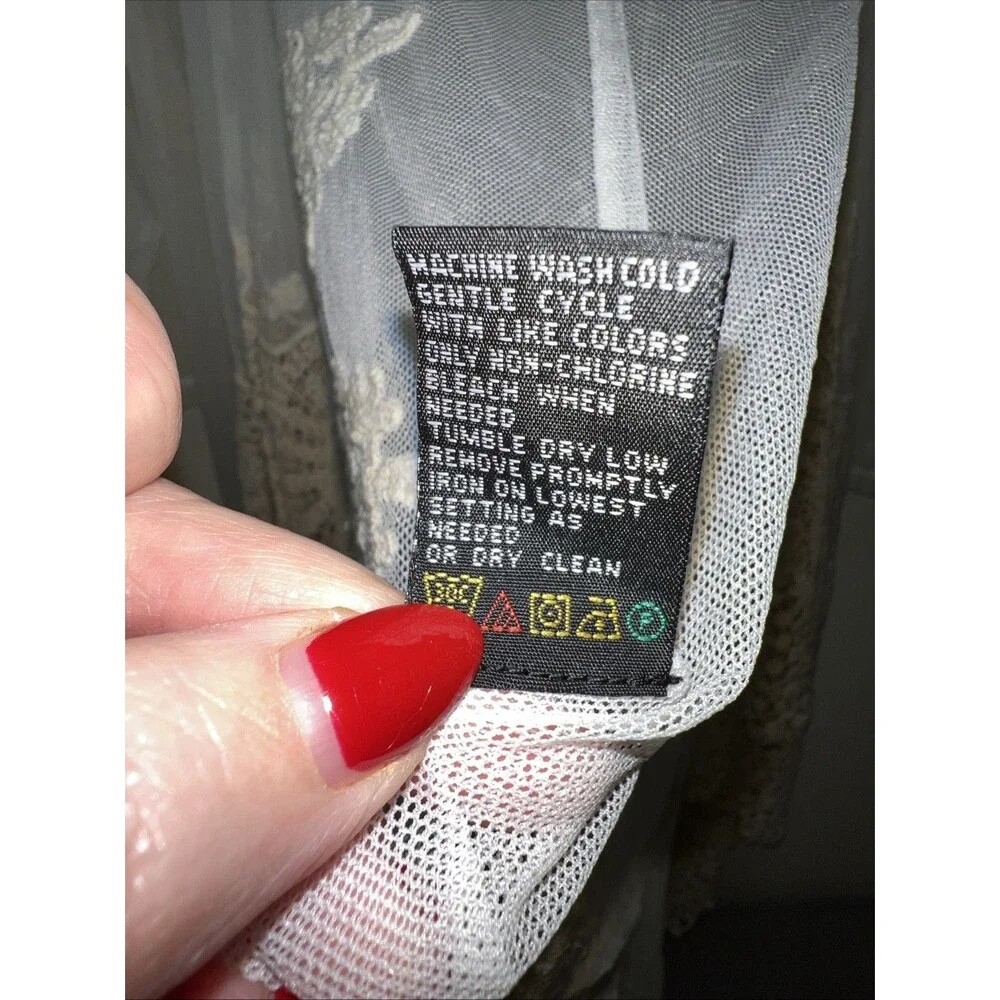 MACHINE WASH COLD
GENTLE CYCLE
WITH LIKE COLORS
ONLY NON-CHLORINE
BLEACH WHEN
NEEDED
TUMBLE DRY LOW
REMOVE PROMPTLY
IRON ON LOWEST
SETTING AS
NEEDED
OR DRY CLEAN
30C P